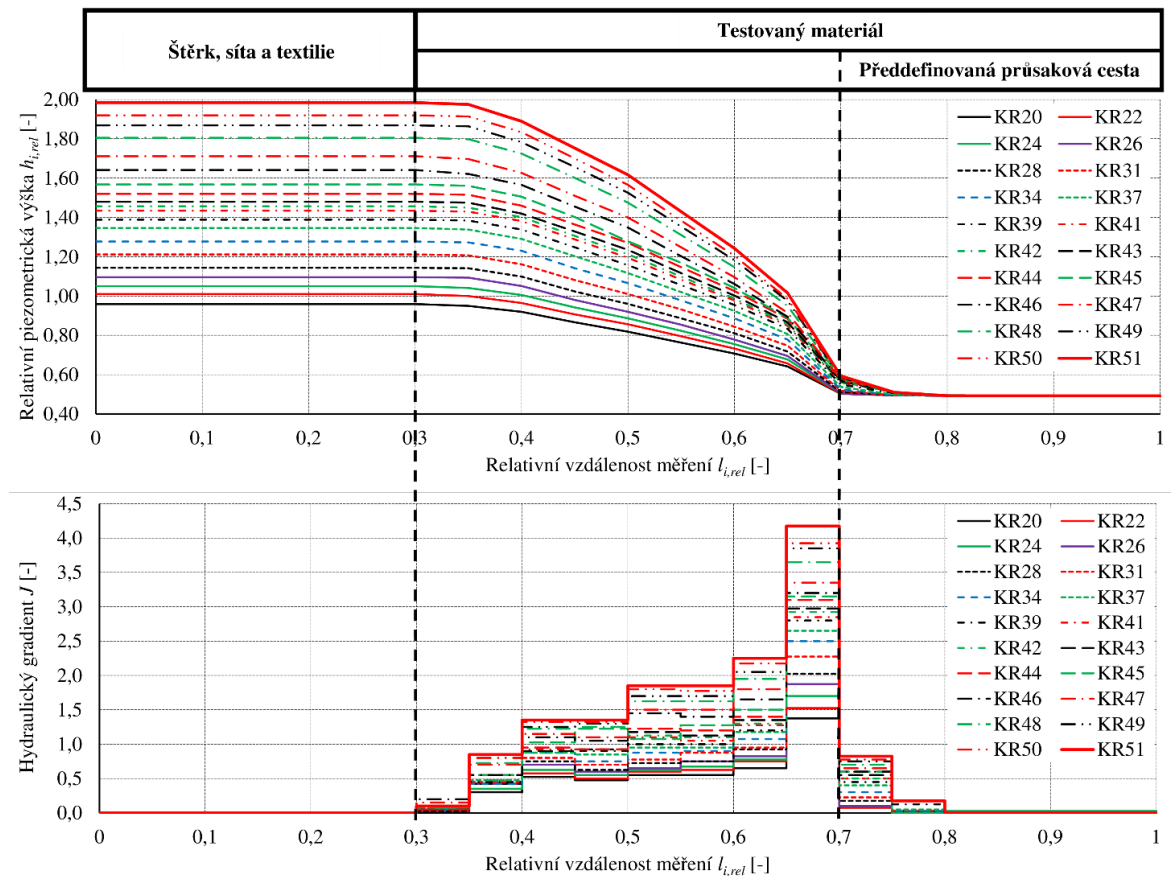 Štěrk, síta a textilie
Testovaný materiál
Předdefinovaná průsaková cesta
Relativní piezometrická výška h_i,rel [-]
2,00
1,80
1,60
1,40
1,20
1,00
0,80
0,60
0,40
KR20 KR22
KR24 KR26
KR28 KR31
KR34 KR37
KR39 KR41
KR42 KR43
KR44 KR45
KR46 KR47
KR48 KR49
KR50 KR51
0 0,1 0,2 0,3 0,4 0,5 0,6 0,7 0,8 0,9 1
Relativní vzdálenost měření l_i,rel [-]
Hydraulický gradient J [-]
4,5
4,0
3,5
3,0
2,5
2,0
1,5
1,0
0,5
0,0
KR20 KR22
KR24 KR26
KR28 KR31
KR34 KR37
KR39 KR41
KR42 KR43
KR44 KR45
KR46 KR47
KR48 KR49
KR50 KR51
0 0,1 0,2 0,3 0,4 0,5 0,6 0,7 0,8 0,9 1
Relativní vzdálenost měření l_i,rel [-]